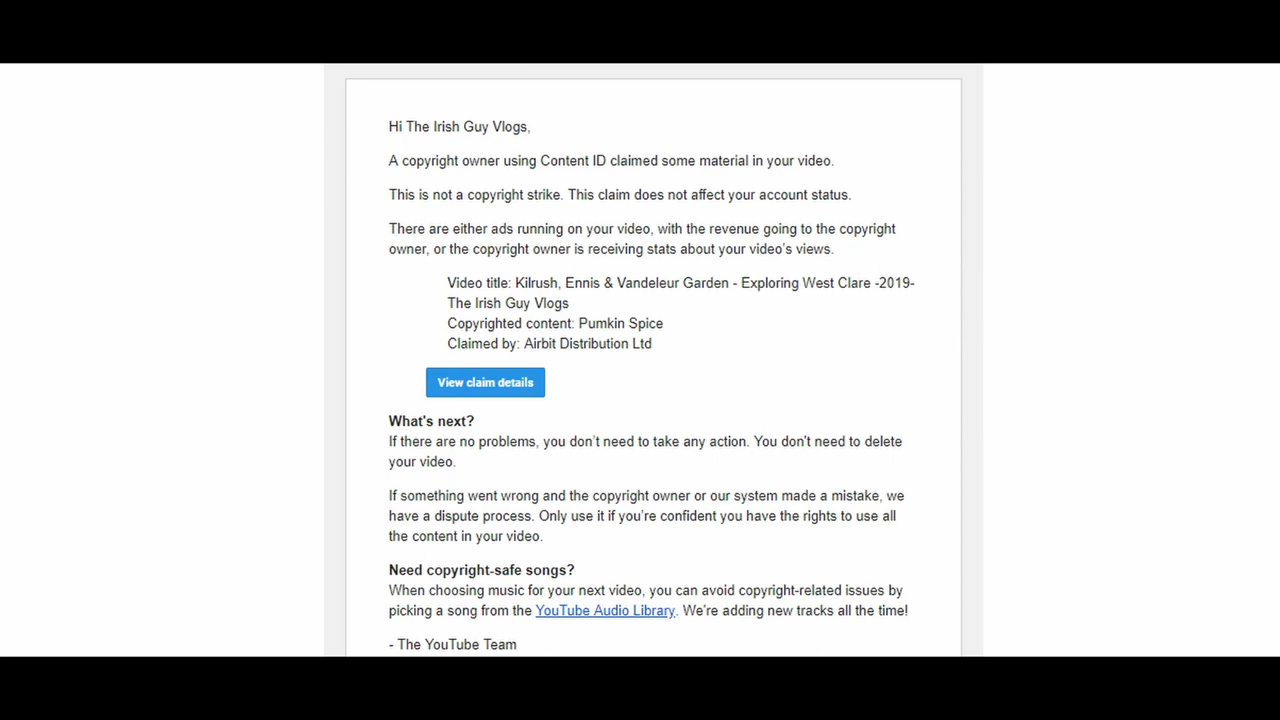 Hi The Irish Guy Vlogs,
A copyright owner using Content ID claimed some material in your video.
This is not a copyright strike. This claim does not affect your account status.
There are either ads running on your video, with the revenue going to the copyright
owner, or the copyright owner is receiving stats about your video's views.
Video title: Kilrush, Ennis & Vandeleur Garden - Exploring West Clare -2019-
The Irish Guy Vlogs
Copyrighted content: Pumkin Spice
Claimed by: Airbit Distribution Ltd
View claim details
What's next?
If there are no problems, you don't need to take any action. You don't need to delete
your video.
If something went wrong and the copyright owner or our system made a mistake, we
have a dispute process. Only use it if you're confident you have the rights to use all
the content in your video.
Need copyright-safe songs?
When choosing music for your next video, you can avoid copyright-related issues by
picking a song from the YouTube Audio Library. We're adding new tracks all the time!
- The YouTube Team